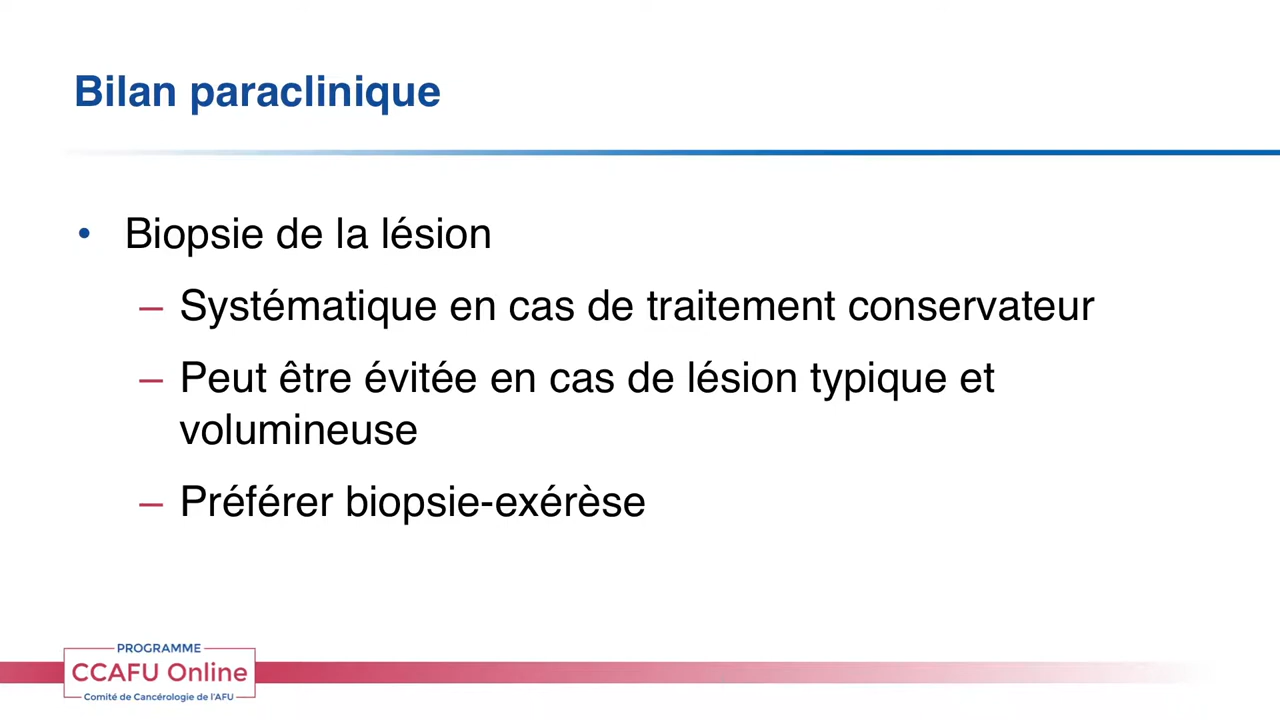 Bilan paraclinique
• Biopsie de la lésion
– Systématique en cas de traitement conservateur
– Peut être évitée en cas de lésion typique et
volumineuse
– Préférer biopsie-exérèse
PROGRAMME
CCAFU Online
Comité de Cancérologie de l'AFU